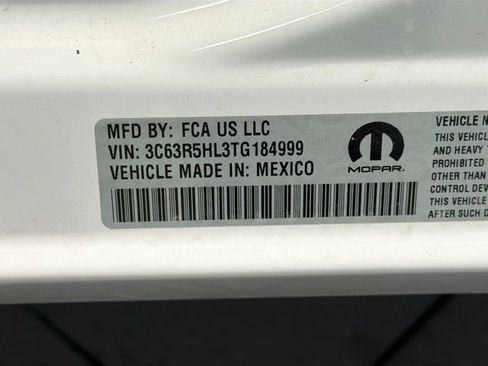 MFD BY: FCA US LLC
VIN: 3C63R5HL3TG184999
VEHICLE MADE IN: MEXICO
MOPAR
VEHICLE N
THIS VEHICL
AND HEAVY T
PROHIBITED
OTHER THAN
CONTROL DEV
THIS VEHICLE
AFTER SUCH D